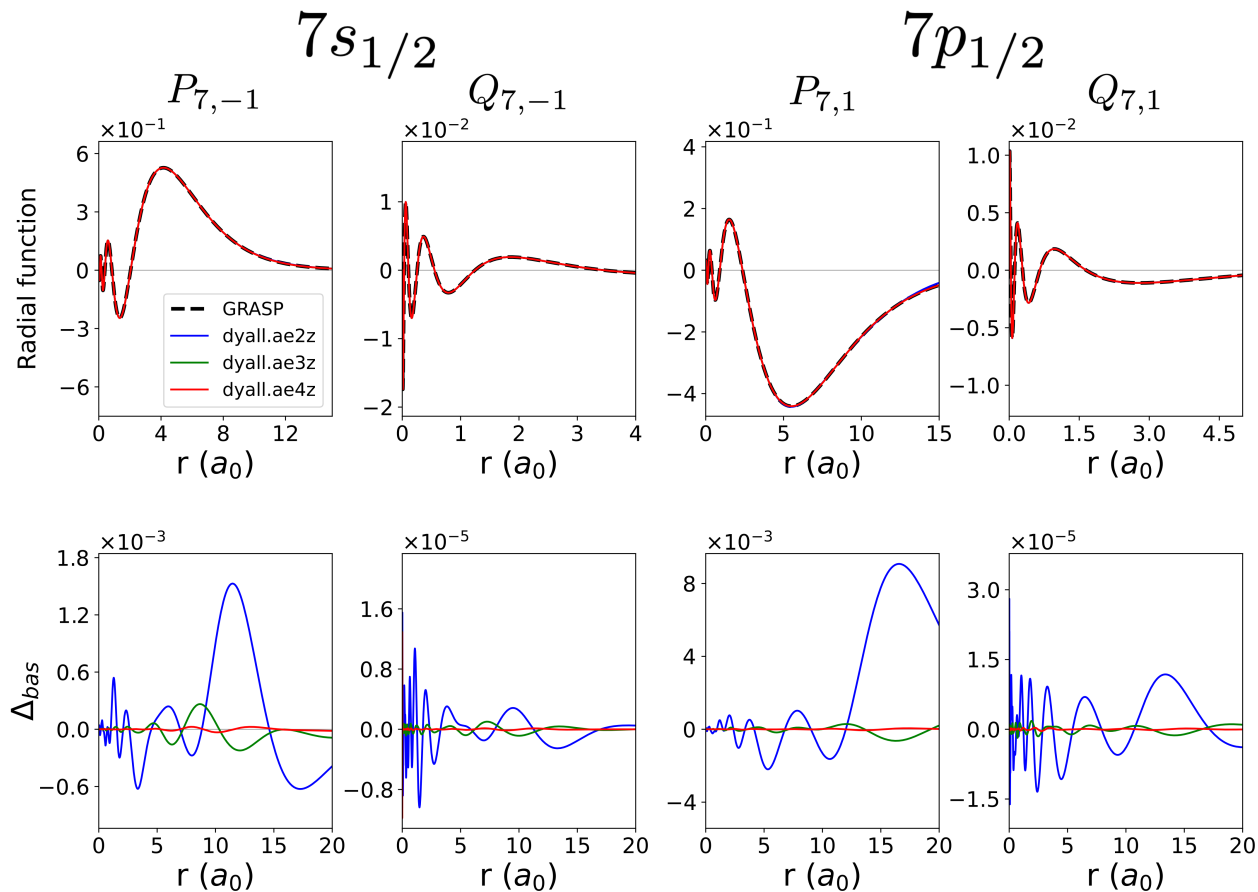 7s1/2 7p1/2
P7,−1 Q7,−1 P7,1 Q7,1
×10−1 ×10−2 ×10−1 ×10−2
Radial function
6
3
0
−3
−6
0 4 8 12
r (a0)
GRASP
dyall.ae2z
dyall.ae3z
dyall.ae4z
1
0
−1
−2
0 1 2 3 4
r (a0)
4
2
0
−2
−4
0 5 10 15
r (a0)
1.0
0.5
0.0
−0.5
−1.0
0.0 1.5 3.0 4.5
r (a0)
×10−3 ×10−5 ×10−3 ×10−5
Δbas
1.8
1.2
0.6
0.0
−0.6
0 5 10 15 20
r (a0)
1.6
0.8
0.0
−0.8
0 5 10 15 20
r (a0)
8
4
0
−4
0 5 10 15 20
r (a0)
3.0
1.5
0.0
−1.5
0 5 10 15 20
r (a0)